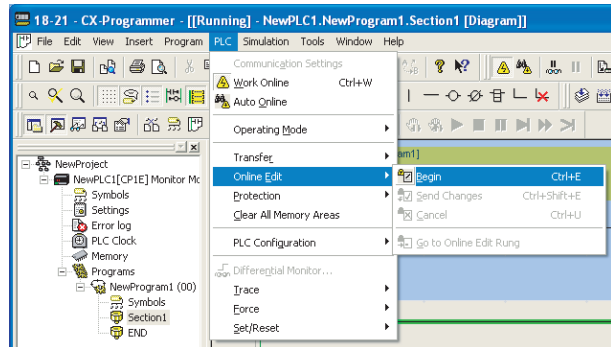 18-21 - CX-Programmer - [[Running] - NewPLC1.NewProgram1.Section1 [Diagram]]
File Edit View Insert Program PLC Simulation Tools Window Help
Communication Settings
Work Online Ctrl+W
Auto Online
Operating Mode
Transfer
Online Edit
Protection
Clear All Memory Areas
PLC Configuration
Differential Monitor...
Trace
Force
Set/Reset
am1]
Begin Ctrl+E
Send Changes Ctrl+Shift+E
Cancel Ctrl+U
Go to Online Edit Rung
NewProject
NewPLC1[CP1E] Monitor Mc
Symbols
Settings
Error log
PLC Clock
Memory
Programs
NewProgram1 (00)
Symbols
Section1
END